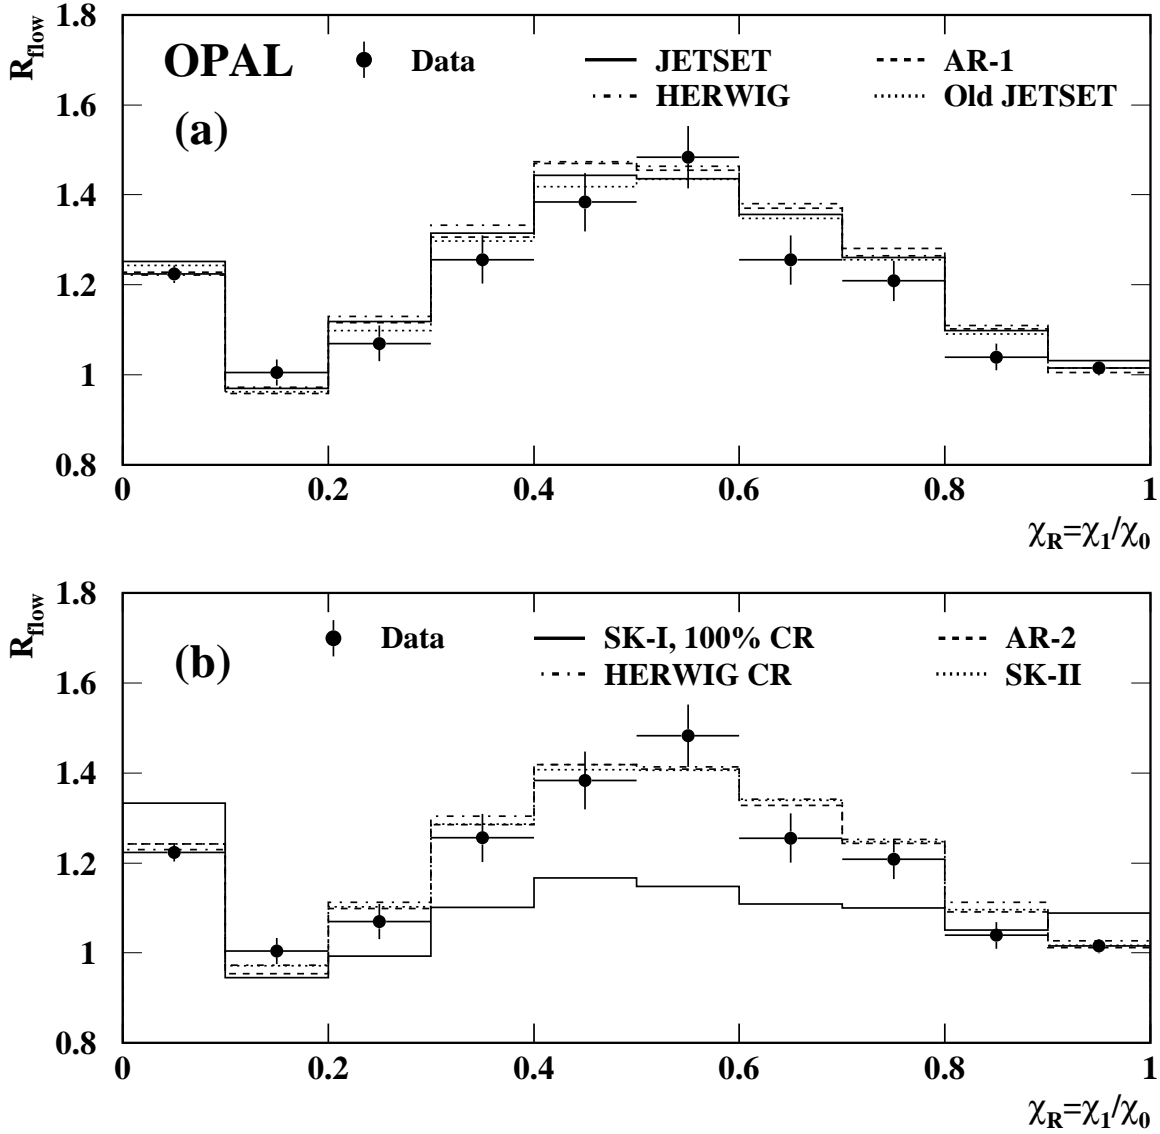 R_flow
1.8
1.6
1.4
1.2
1
0.8
OPAL
Data
JETSET
AR-1
HERWIG
Old JETSET
(a)
0 0.2 0.4 0.6 0.8 1
χ_R=χ_1/χ_0
R_flow
1.8
1.6
1.4
1.2
1
0.8
Data
SK-I, 100% CR
AR-2
HERWIG CR
SK-II
(b)
0 0.2 0.4 0.6 0.8 1
χ_R=χ_1/χ_0